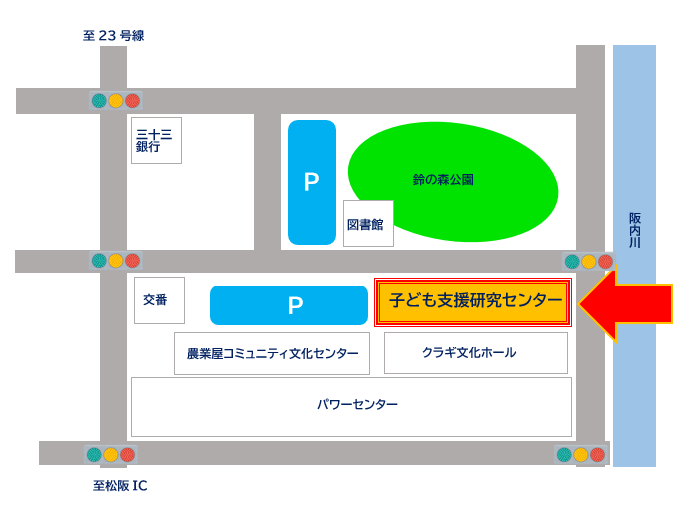 至23号線
三十三
銀行
P
鈴の森公園
図書館
阪内川
交番
P
子ども支援研究センター
農業屋コミュニティ文化センター
クラギ文化ホール
パワーセンター
至松阪IC